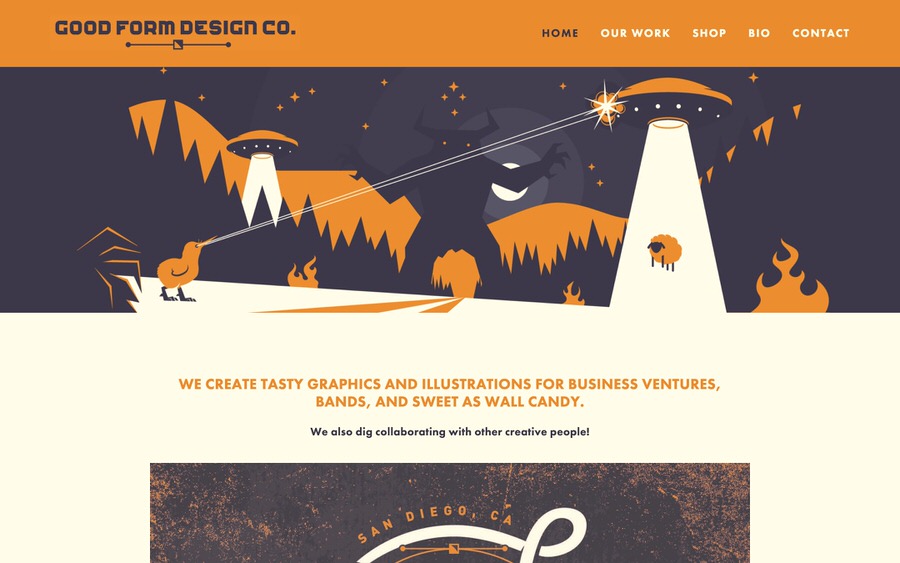 GOOD FORM DESIGN CO.
HOME OUR WORK SHOP BIO CONTACT
WE CREATE TASTY GRAPHICS AND ILLUSTRATIONS FOR BUSINESS VENTURES,
BANDS, AND SWEET AS WALL CANDY.
We also dig collaborating with other creative people!
SAN DIEGO, CA